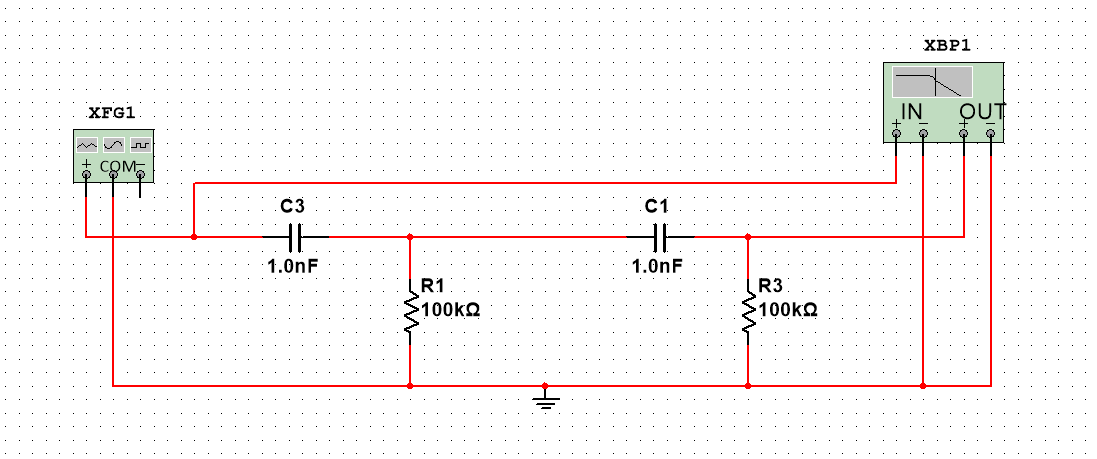 XBP1
IN OUT
+ − + −
XFG1
+ COM −
C3
1.0nF
C1
1.0nF
R1
100kΩ
R3
100kΩ